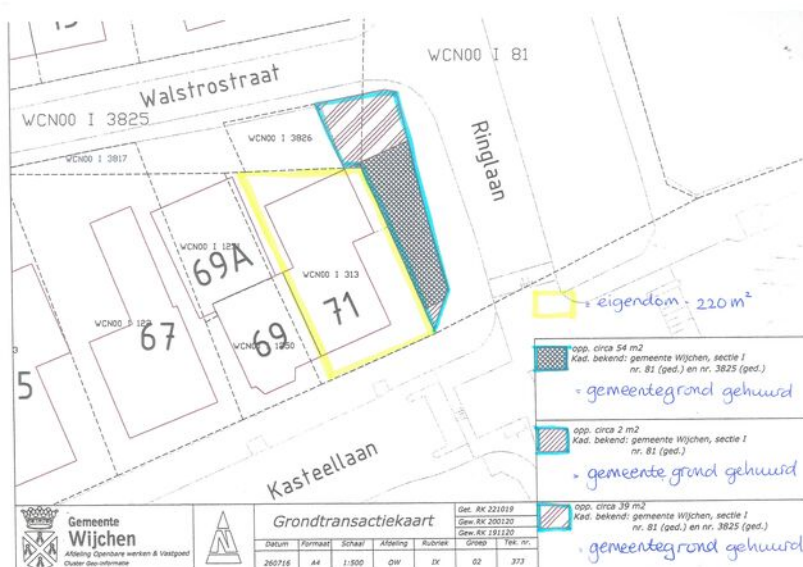 WCN00 I 81
Walstrostraat
WCN00 I 3825
WCN00 I 3826
WCN00 I 3817
Ringlaan
69A
WCN00 I 313
71
67
69
5
Kasteellaan
= eigendom - 220 m²
opp. circa 54 m2
Kad. bekend: gemeente Wijchen, sectie I
nr. 81 (ged.) en nr. 3825 (ged.)
= gemeentegrond gehuurd
opp. circa 2 m2
Kad. bekend: gemeente Wijchen, sectie I
nr. 81 (ged.)
= gemeente grond gehuurd
opp. circa 39 m2
Kad. bekend: gemeente Wijchen, sectie I
nr. 81 (ged.) en nr. 3825 (ged.)
= gemeentegrond gehuurd
Gemeente
Wijchen
Afdeling Openbare werken & Vastgoed
Cluster Geo-informatie
N
Grondtransactiekaart
Get. RK 221019
Gew. RK 200120
Gew. RK 191120
Datum Formaat Schaal Afdeling Rubriek Groep Tek. nr.
260716 A4 1:500 OW IX 02 373